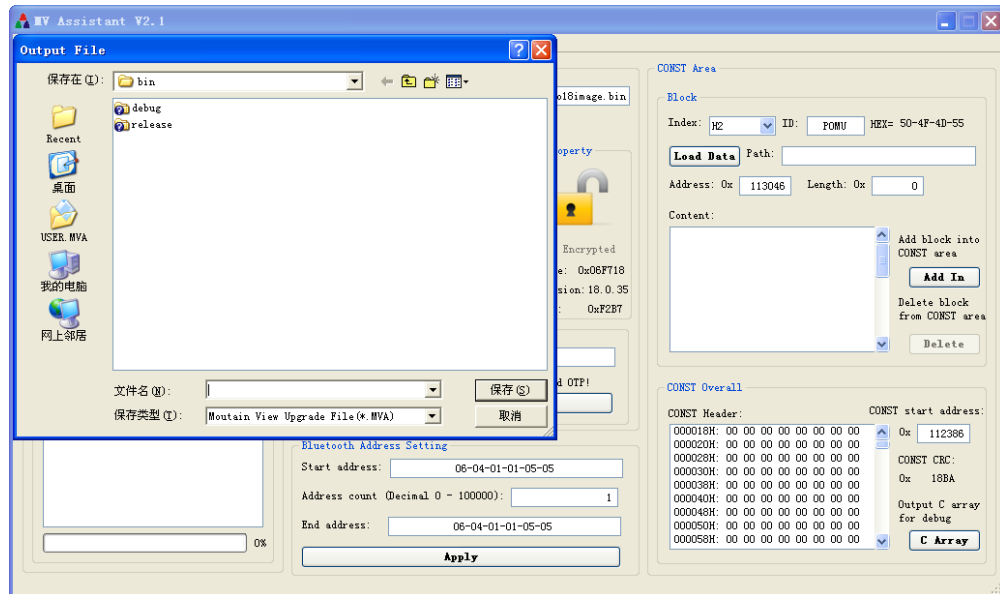 MV Assistant V2.1
Output File
保存在(I):
bin
debug
release
Recent
桌面
USER.MVA
我的电脑
网上邻居
文件名(N):
保存(S)
保存类型(T):
Moutain View Upgrade File(*.MVA)
取消
o18image.bin
operty
Encrypted
e: 0x06F718
sion: 18.0.35
: 0xF2B7
d OTP!
0%
Bluetooth Address Setting
Start address: 06-04-01-01-05-05
Address count (Decimal 0 - 100000): 1
End address: 06-04-01-01-05-05
Apply
CONST Area
Block
Index: H2 ID: POMU HEX= 50-4F-4D-55
Load Data Path:
Address: 0x 113046 Length: 0x 0
Content:
Add block into
CONST area
Add In
Delete block
from CONST area
Delete
CONST Overall
CONST Header:
000018H: 00 00 00 00 00 00 00 00
000020H: 00 00 00 00 00 00 00 00
000028H: 00 00 00 00 00 00 00 00
000030H: 00 00 00 00 00 00 00 00
000038H: 00 00 00 00 00 00 00 00
000040H: 00 00 00 00 00 00 00 00
000048H: 00 00 00 00 00 00 00 00
000050H: 00 00 00 00 00 00 00 00
000058H: 00 00 00 00 00 00 00 00
CONST start address:
0x 112386
CONST CRC:
0x 18BA
Output C array
for debug
C Array